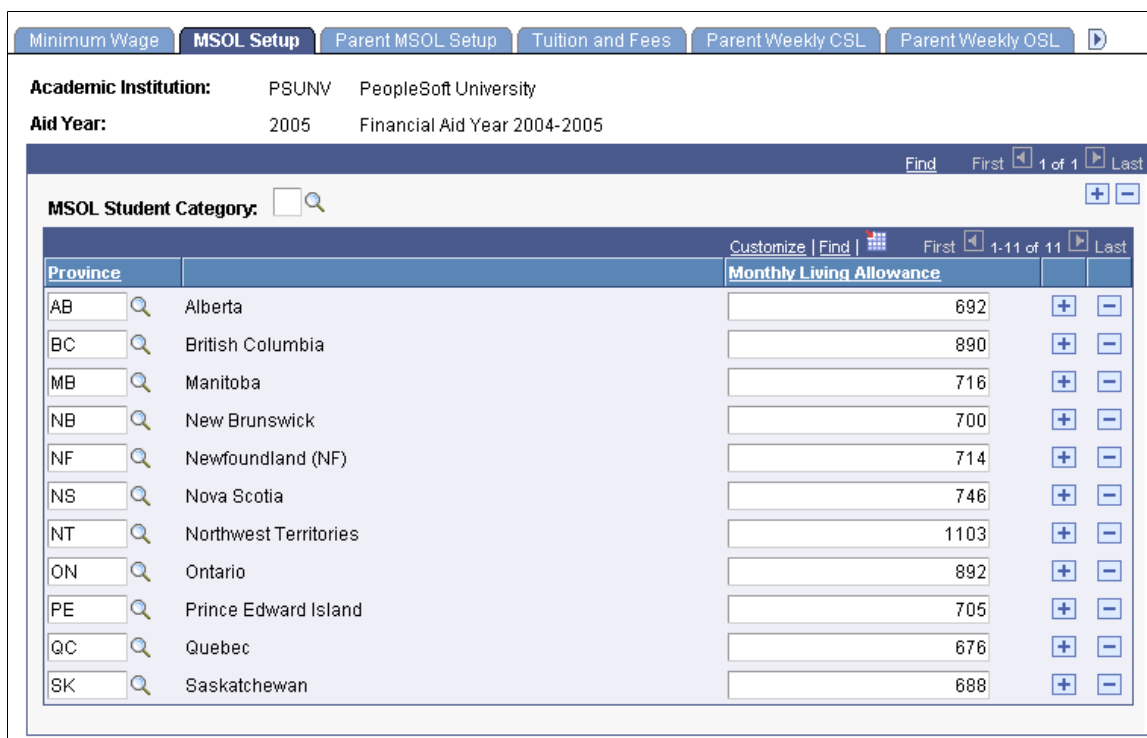 Minimum Wage MSOL Setup Parent MSOL Setup Tuition and Fees Parent Weekly CSL Parent Weekly OSL
Academic Institution: PSUNV PeopleSoft University
Aid Year: 2005 Financial Aid Year 2004-2005
Find First 1 of 1 Last
MSOL Student Category:
Customize | Find | First 1-11 of 11 Last
Province Monthly Living Allowance
AB Alberta 692
BC British Columbia 890
MB Manitoba 716
NB New Brunswick 700
NF Newfoundland (NF) 714
NS Nova Scotia 746
NT Northwest Territories 1103
ON Ontario 892
PE Prince Edward Island 705
QC Quebec 676
SK Saskatchewan 688